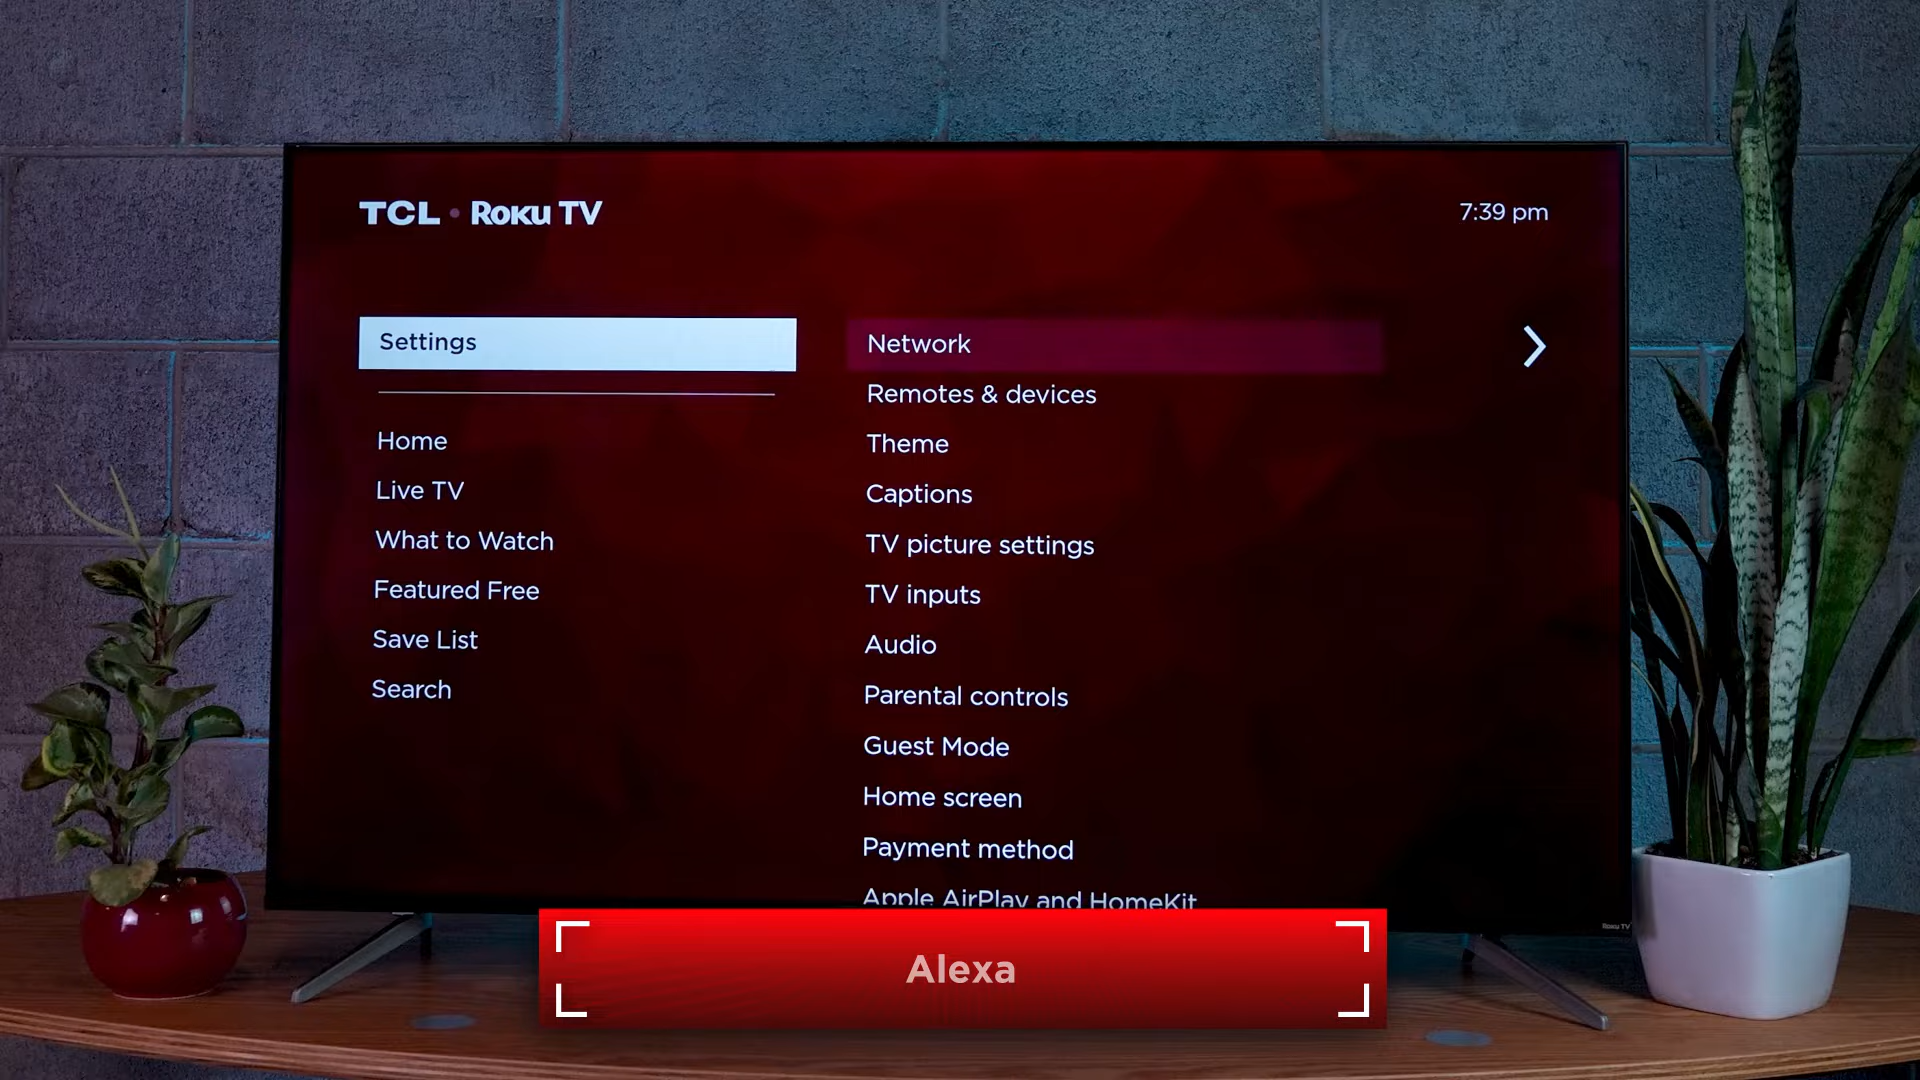 TCL • Roku TV
7:39 pm
Settings
Home
Live TV
What to Watch
Featured Free
Save List
Search
Network
Remotes & devices
Theme
Captions
TV picture settings
TV inputs
Audio
Parental controls
Guest Mode
Home screen
Payment method
Apple AirPlay and HomeKit
Roku TV
Alexa